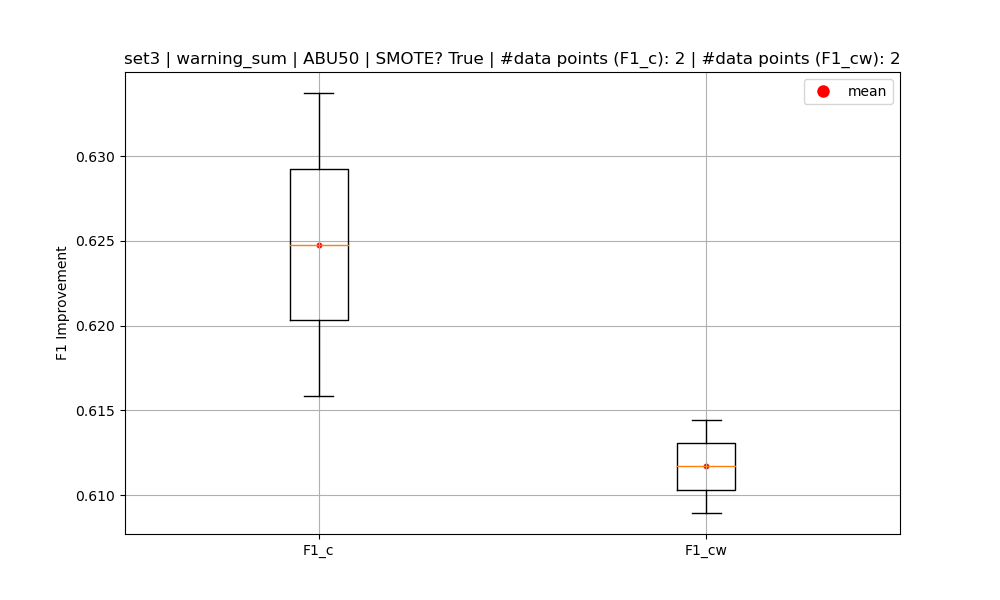 set3 | warning_sum | ABU50 | SMOTE? True | #data points (F1_c): 2 | #data points (F1_cw): 2
mean
F1 Improvement
0.630
0.625
0.620
0.615
0.610
F1_c
F1_cw